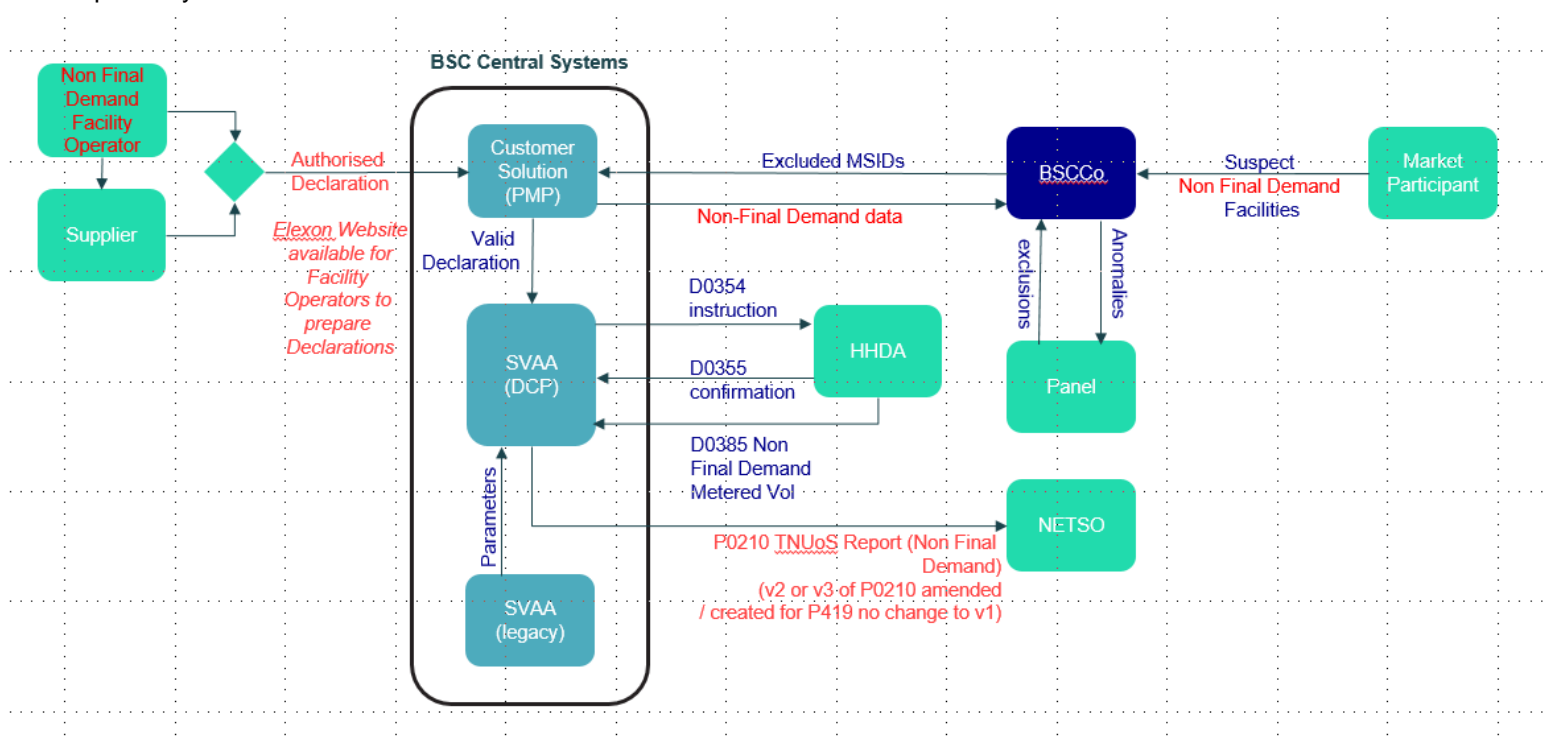 BSC Central Systems
Non Final
Demand
Facility
Operator
Supplier
Authorised
Declaration
Elexon Website
available for
Facility
Operators to
prepare
Declarations
Customer
Solution
(PMP)
Excluded MSIDs
Non-Final Demand data
BSCCo
Suspect
Non Final Demand
Facilities
Market
Participant
Valid
Declaration
exclusions
Anomalies
D0354
instruction
SVAA
(DCP)
HHDA
D0355
confirmation
Panel
D0385 Non
Final Demand
Metered Vol
Parameters
NETSO
P0210 TNUoS Report (Non Final
Demand)
(v2 or v3 of P0210 amended
/ created for P419 no change to v1)
SVAA
(legacy)